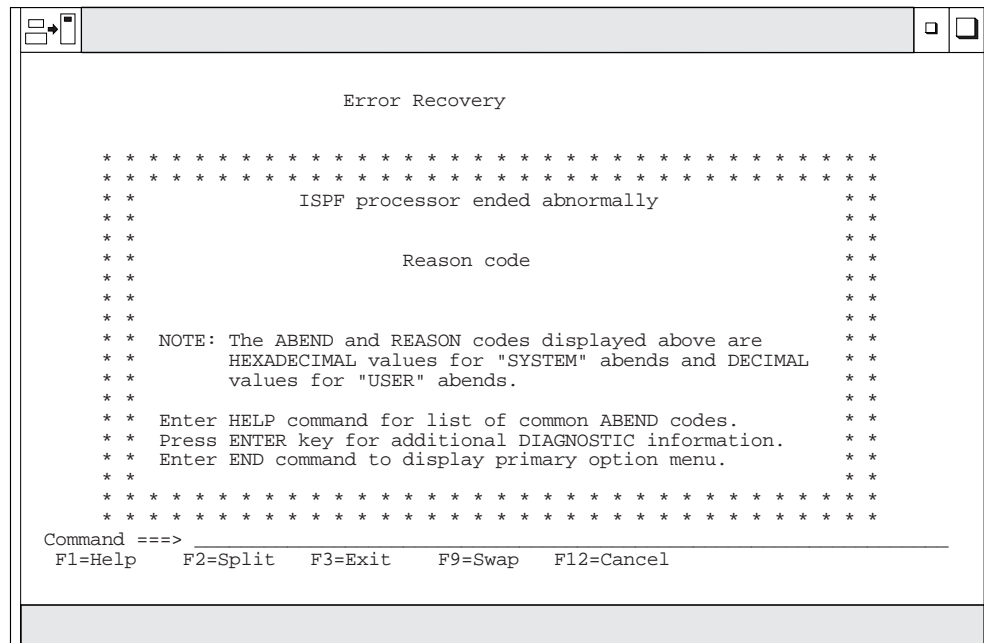 Error Recovery
* * * * * * * * * * * * * * * * * * * * * * * * * * * * * * * * * *
* * * * * * * * * * * * * * * * * * * * * * * * * * * * * * * * * *
* * ISPF processor ended abnormally * *
* * * *
* * * *
* * Reason code * *
* * * *
* * * *
* * * *
* * NOTE: The ABEND and REASON codes displayed above are * *
* * HEXADECIMAL values for "SYSTEM" abends and DECIMAL * *
* * values for "USER" abends. * *
* * * *
* * Enter HELP command for list of common ABEND codes. * *
* * Press ENTER key for additional DIAGNOSTIC information. * *
* * Enter END command to display primary option menu. * *
* * * *
* * * * * * * * * * * * * * * * * * * * * * * * * * * * * * * * * *
* * * * * * * * * * * * * * * * * * * * * * * * * * * * * * * * * *
Command ===> _________________________________________________________________
F1=Help F2=Split F3=Exit F9=Swap F12=Cancel